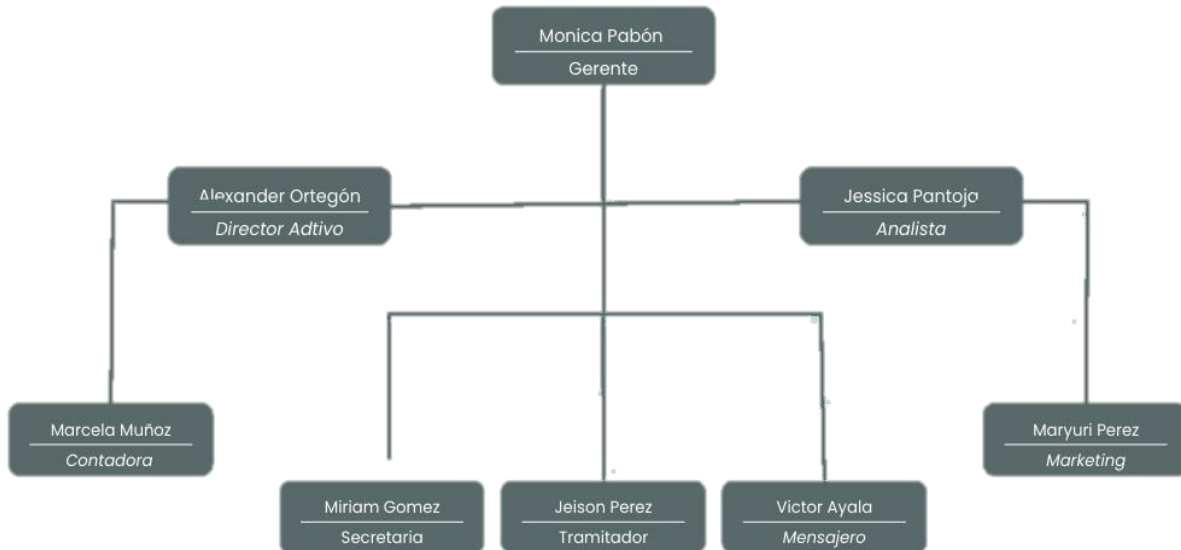 Monica Pabón
Gerente
Alexander Ortegón
Director Adtivo
Jessica Pantoja
Analista
Marcela Muñoz
Contadora
Maryuri Perez
Marketing
Miriam Gomez
Secretaria
Jeison Perez
Tramitador
Victor Ayala
Mensajero